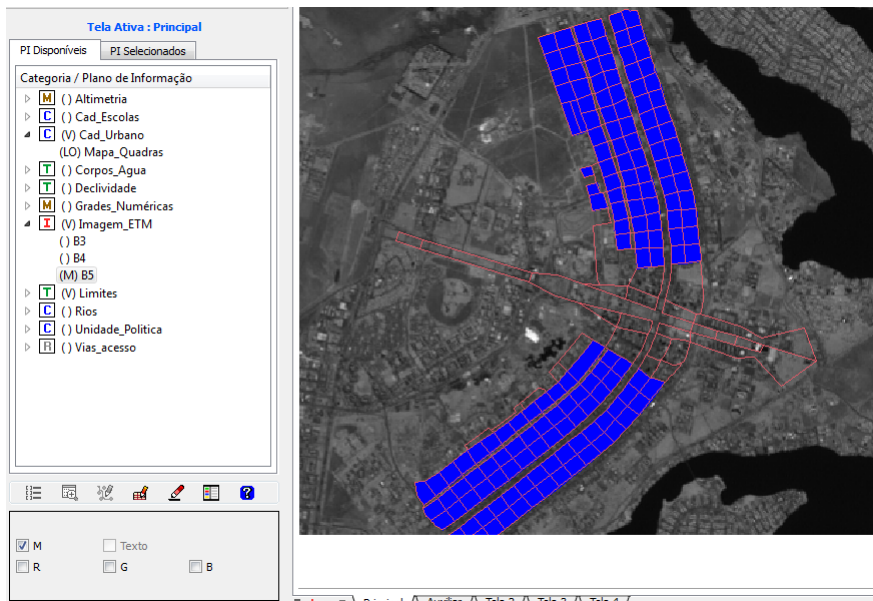 Tela Ativa : Principal
PI Disponíveis PI Selecionados
Categoria / Plano de Informação
M ( ) Altimetria
C ( ) Cad_Escolas
C (V) Cad_Urbano
(LO) Mapa_Quadras
T ( ) Corpos_Agua
T ( ) Declividade
M ( ) Grades_Numéricas
I (V) Imagem_ETM
( ) B3
( ) B4
(M) B5
T (V) Limites
C ( ) Rios
C ( ) Unidade_Politica
R ( ) Vias_acesso
?
M Texto
R G B